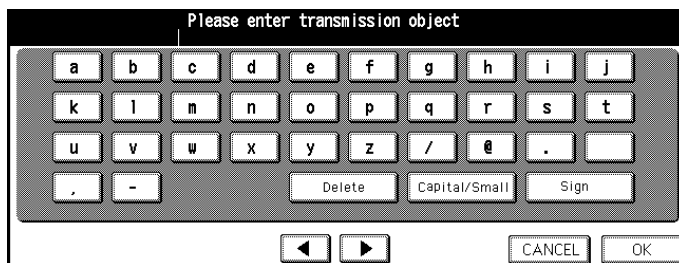 Please enter transmission object
a b c d e f g h i j
k l m n o p q r s t
u v w x y z / @ .
, - Delete Capital/Small Sign
CANCEL OK